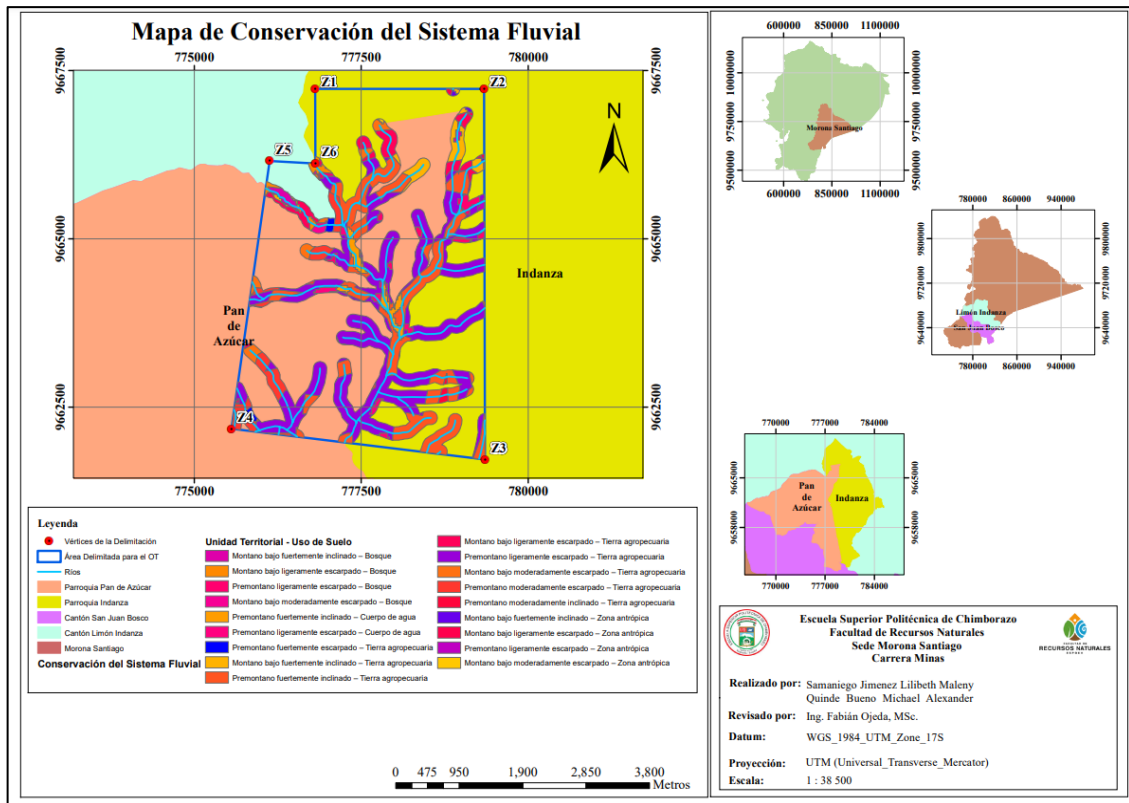 Mapa de Conservación del Sistema Fluvial
775000 777500 780000
9667500 9667500
Z1 Z2
N
Z5 Z6
9665000 9665000
Indanza
Pan
de
Azúcar
9662500 9662500
Z4
Z3
775000 777500 780000
Leyenda
Vértices de la Delimitación
Área Delimitada para el OT
Ríos
Parroquia Pan de Azúcar
Parroquia Indanza
Cantón San Juan Bosco
Cantón Limón Indanza
Morona Santiago
Conservación del Sistema Fluvial
Unidad Territorial - Uso de Suelo
Montano bajo fuertemente inclinado – Bosque
Montano bajo ligeramente escarpado – Bosque
Premontano ligeramente escarpado – Bosque
Montano bajo moderadamente escarpado – Bosque
Premontano fuertemente inclinado – Cuerpo de agua
Premontano ligeramente escarpado – Cuerpo de agua
Premontano fuertemente escarpado – Tierra agropecuaria
Montano bajo fuertemente inclinado – Tierra agropecuaria
Premontano fuertemente inclinado – Tierra agropecuaria
Montano bajo ligeramente escarpado – Tierra agropecuaria
Premontano ligeramente escarpado – Tierra agropecuaria
Montano bajo moderadamente escarpado – Tierra agropecuaria
Premontano moderadamente escarpado – Tierra agropecuaria
Premontano moderadamente inclinado – Tierra agropecuaria
Montano bajo fuertemente inclinado – Zona antrópica
Montano bajo ligeramente escarpado – Zona antrópica
Premontano ligeramente escarpado – Zona antrópica
Montano bajo moderadamente escarpado – Zona antrópica
0 475 950 1,900 2,850 3,800
Metros
600000 850000 1100000
10000000 10000000
9750000 9750000
Morona Santiago
9500000 9500000
600000 850000 1100000
780000 860000 940000
9800000 9800000
9720000 9720000
Limón Indanza
9640000 San Juan Bosco 9640000
780000 860000 940000
770000 777000 784000
9665000 9665000
Pan
de
Azúcar
Indanza
9658000 9658000
770000 777000 784000
Escuela Superior Politécnica de Chimborazo
Facultad de Recursos Naturales
Sede Morona Santiago
Carrera Minas
RECURSOS NATURALES
Realizado por: Samaniego Jimenez Lilibeth Maleny
Quinde Bueno Michael Alexander
Revisado por: Ing. Fabián Ojeda, MSc.
Datum: WGS_1984_UTM_Zone_17S
Proyección: UTM (Universal_Transverse_Mercator)
Escala: 1 : 38 500